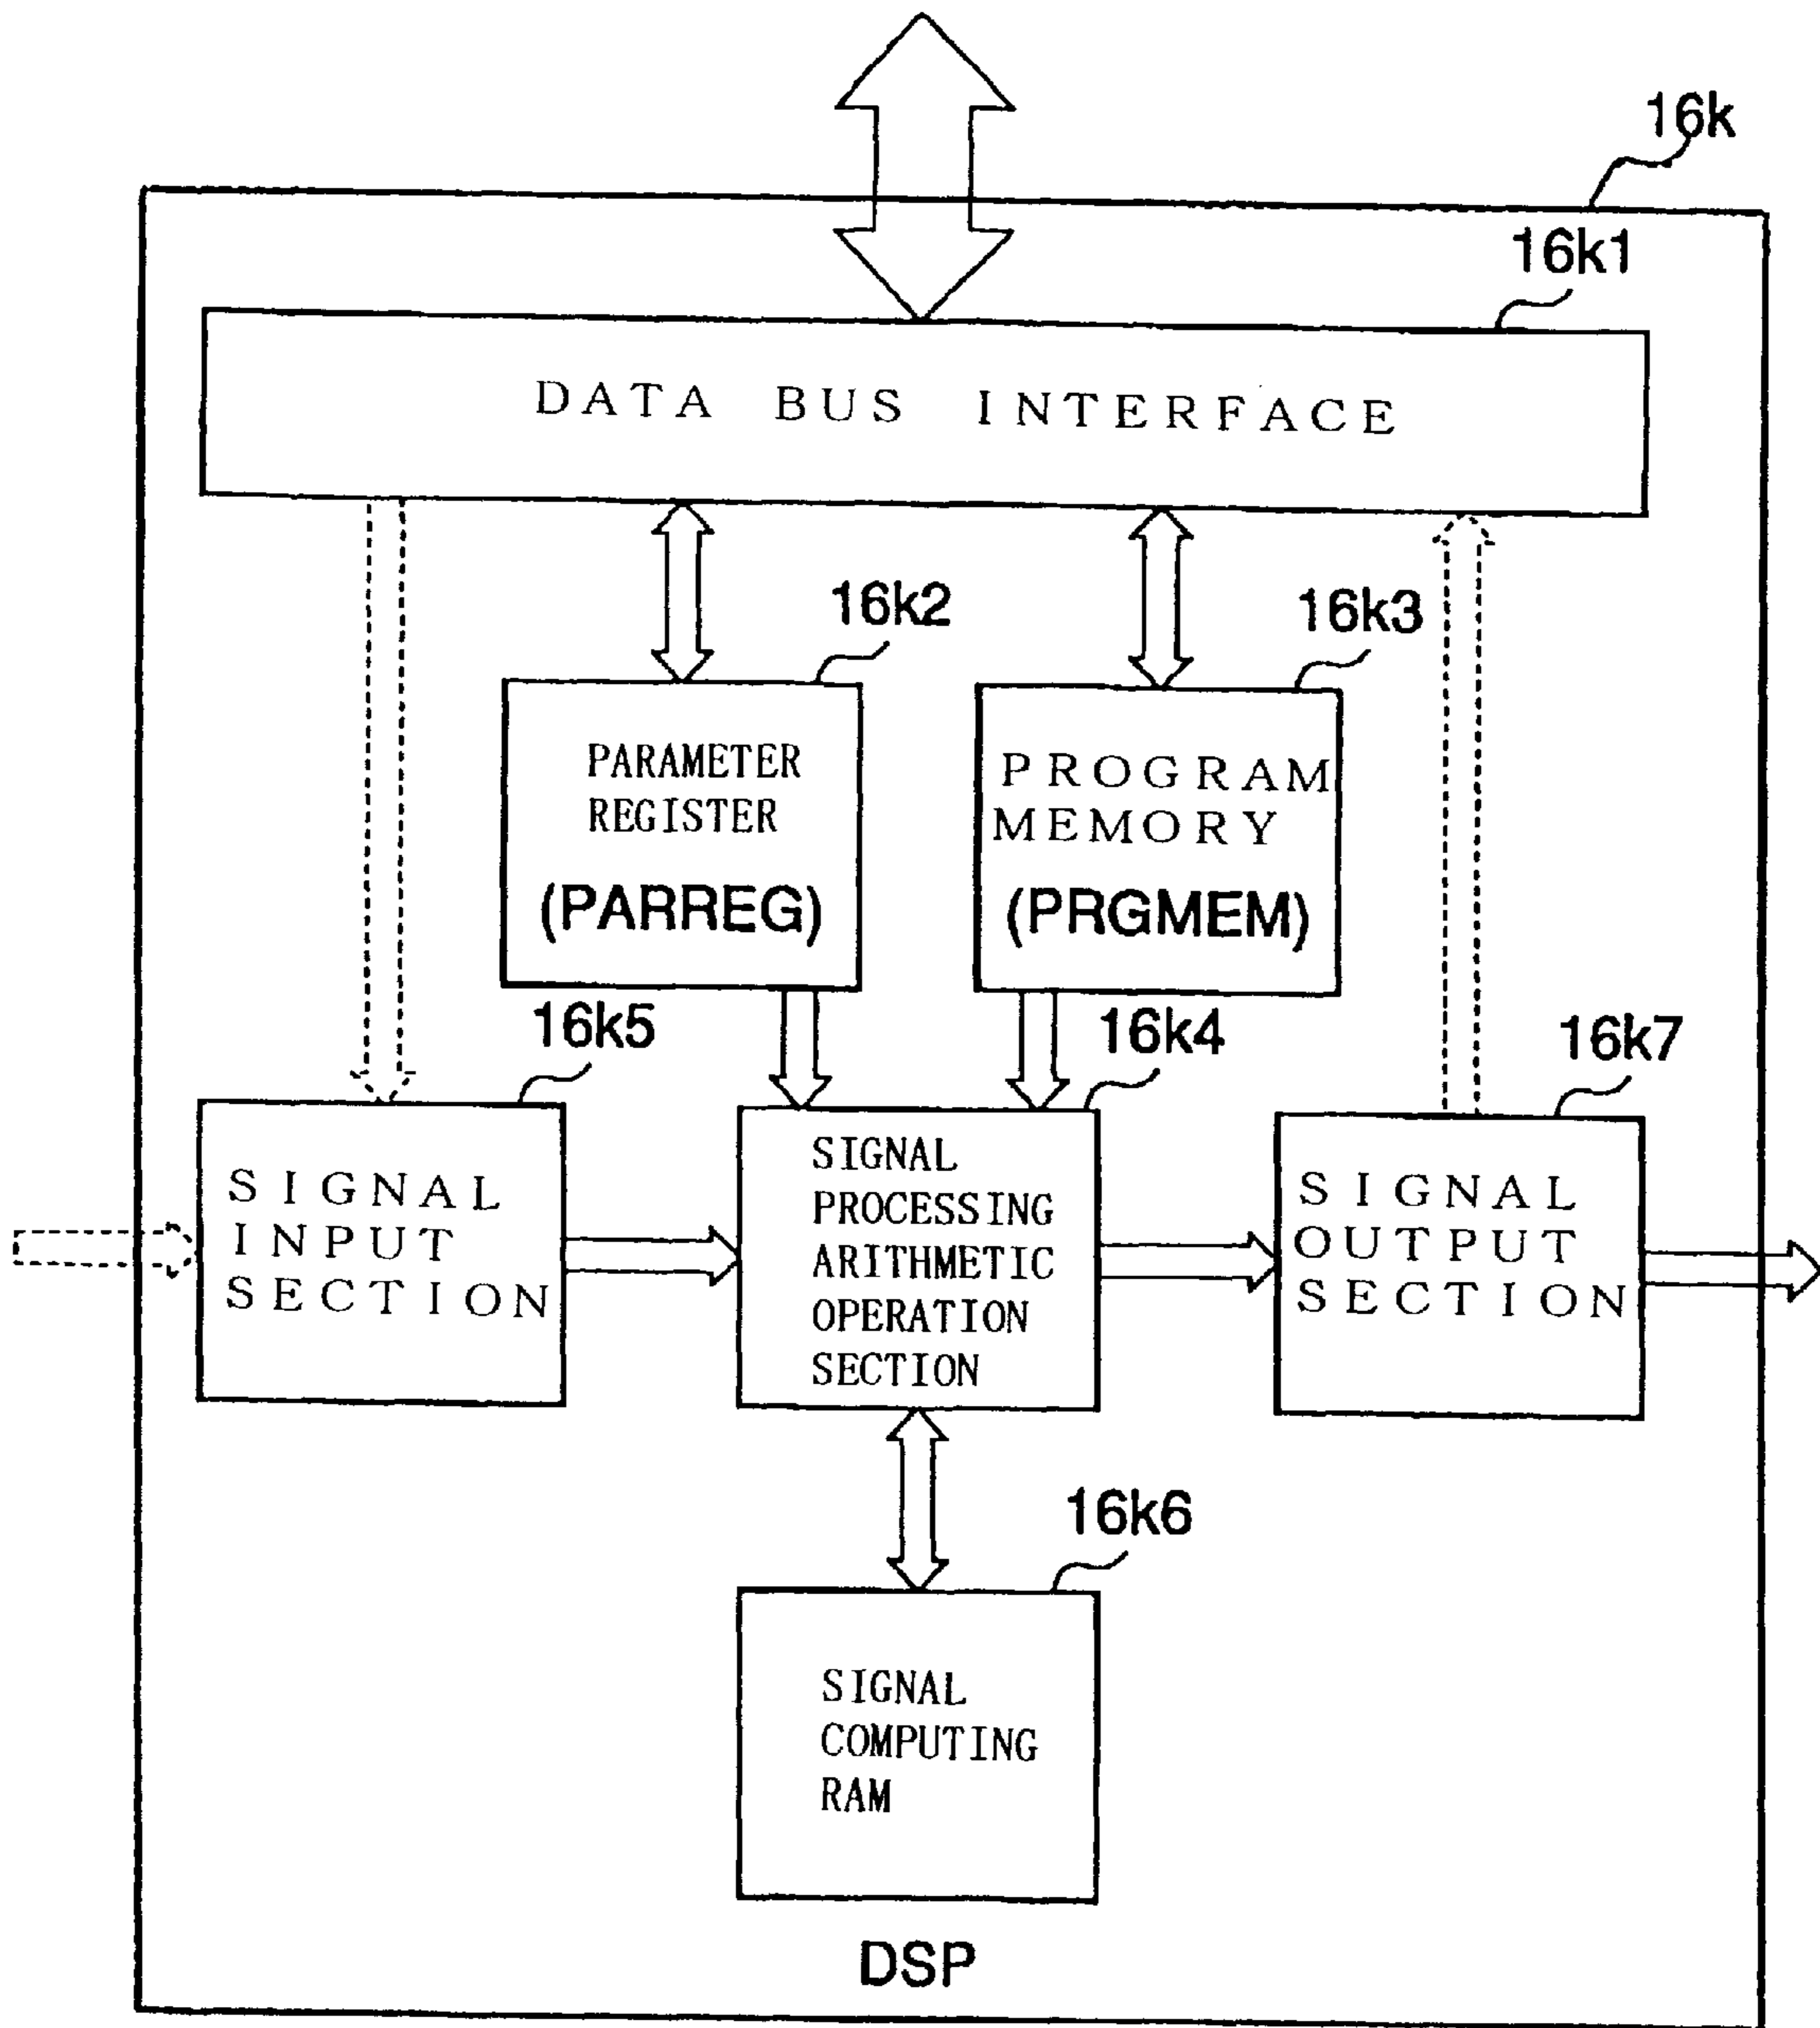 16k
16k1
DATA BUS INTERFACE
16k2
16k3
PARAMETER
REGISTER
(PARREG)
PROGRAM
MEMORY
(PRGMEM)
16k5
16k4
16k7
SIGNAL
INPUT
SECTION
SIGNAL
PROCESSING
ARITHMETIC
OPERATION
SECTION
SIGNAL
OUTPUT
SECTION
16k6
SIGNAL
COMPUTING
RAM
DSP